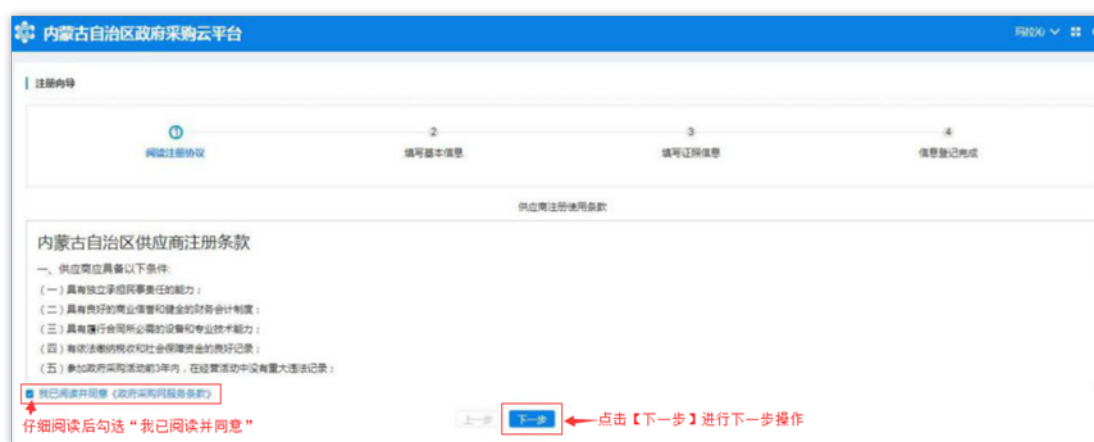 内蒙古自治区政府采购云平台
注册向导
1
2
3
4
阅读注册协议
填写基本信息
填写证照信息
信息登记完成
供应商注册使用条款
内蒙古自治区供应商注册条款
一、供应商应具备以下条件:
（一）具有独立承担民事责任的能力；
（二）具有良好的商业信誉和健全的财务会计制度；
（三）具有履行合同所必需的设备和专业技术能力；
（四）有依法缴纳税收和社会保障资金的良好记录；
（五）参加政府采购活动前3年内，在经营活动中没有重大违法记录；
我已阅读并同意《政府采购网服务条款》
仔细阅读后勾选“我已阅读并同意”
上一步
下一步
点击【下一步】进行下一步操作